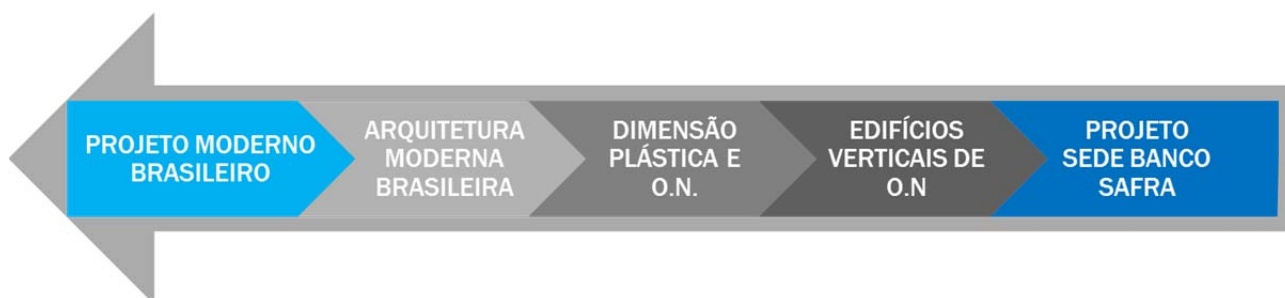 PROJETO MODERNO
BRASILEIRO
ARQUITETURA
MODERNA
BRASILEIRA
DIMENSÃO
PLÁSTICA E
O.N.
EDIFÍCIOS
VERTICAIS DE
O.N
PROJETO
SEDE BANCO
SAFRA